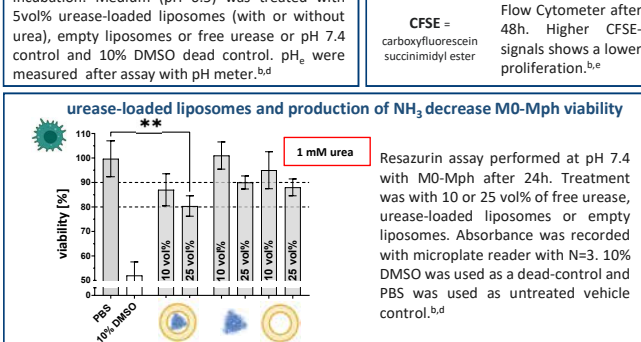 incubation. Medium (pH 6.5) was treated with
5vol% urease-loaded liposomes (with or without
urea), empty liposomes or free urease or pH 7.4
control and 10% DMSO dead control. pHe were
measured after assay with pH meter.b,d
CFSE =
carboxyfluorescein
succinimidyl ester
Flow Cytometer after
48h. Higher CFSE-
signals shows a lower
proliferation.b,e
urease-loaded liposomes and production of NH3 decrease M0-Mph viability
**
1 mM urea
viability [%]
110
100
90
80
70
60
50
0
10 vol%
25 vol%
10 vol%
25 vol%
10 vol%
25 vol%
PBS
10% DMSO
Resazurin assay performed at pH 7.4
with M0-Mph after 24h. Treatment
was with 10 or 25 vol% of free urease,
urease-loaded liposomes or empty
liposomes. Absorbance was recorded
with microplate reader with N=3. 10%
DMSO was used as a dead-control and
PBS was used as untreated vehicle
control.b,d